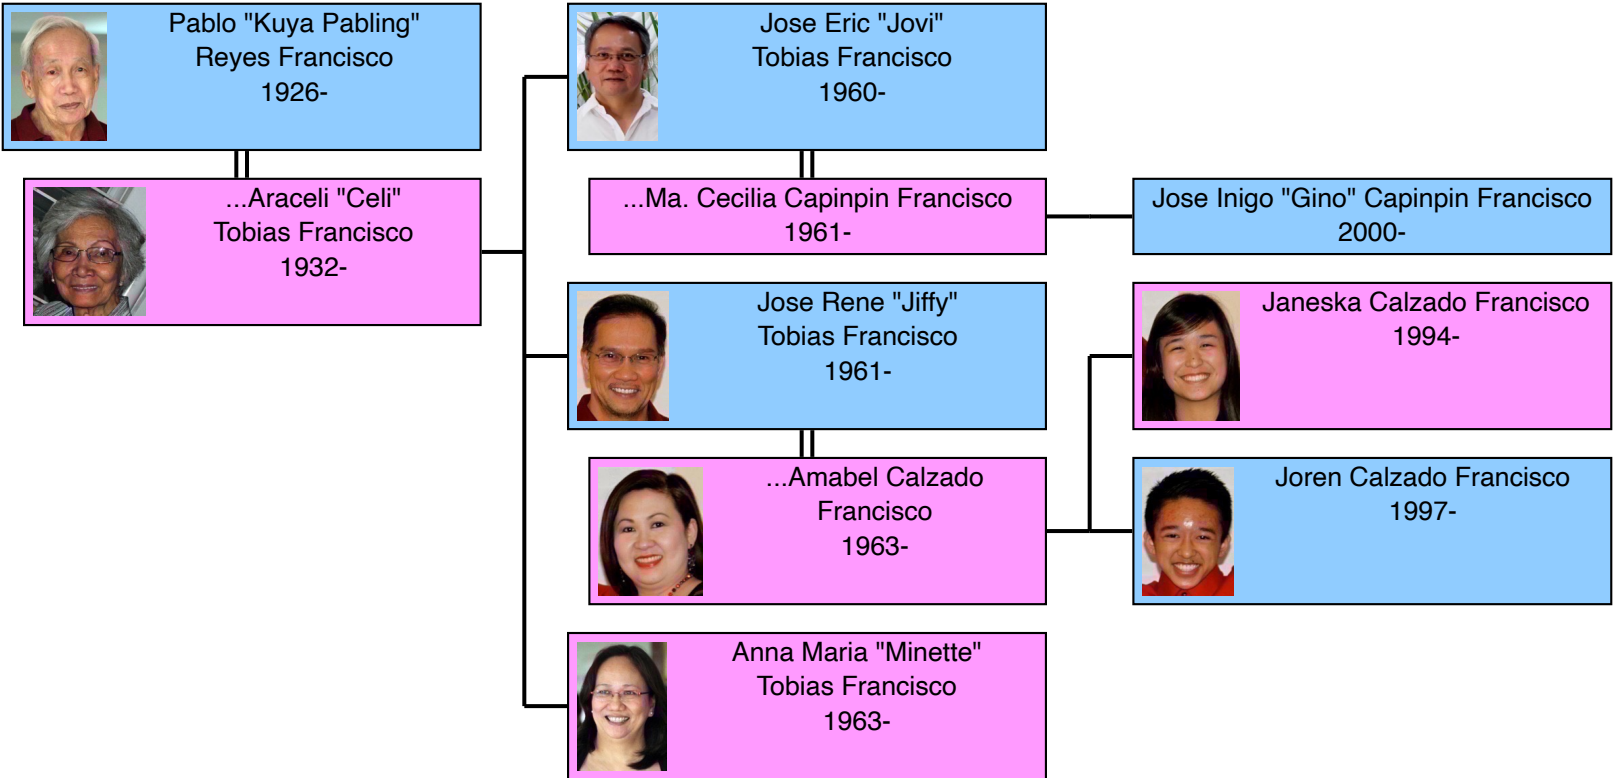 Pablo "Kuya Pabling"
Reyes Francisco
1926-
...Araceli "Celi"
Tobias Francisco
1932-
Jose Eric "Jovi"
Tobias Francisco
1960-
...Ma. Cecilia Capinpin Francisco
1961-
Jose Inigo "Gino" Capinpin Francisco
2000-
Jose Rene "Jiffy"
Tobias Francisco
1961-
...Amabel Calzado
Francisco
1963-
Janeska Calzado Francisco
1994-
Joren Calzado Francisco
1997-
Anna Maria "Minette"
Tobias Francisco
1963-